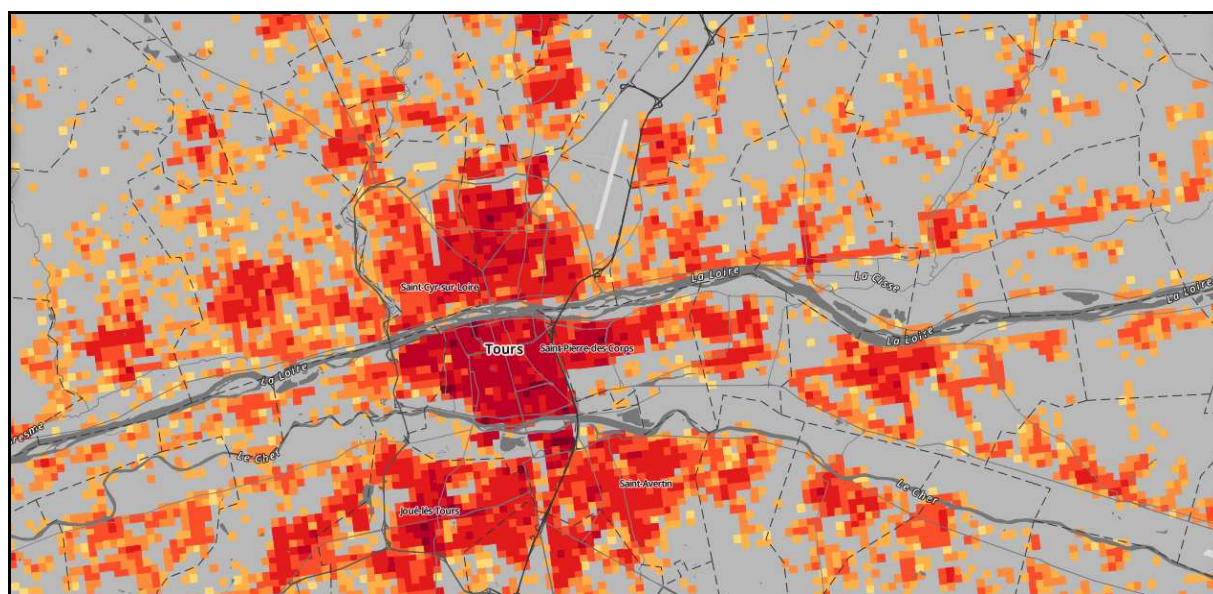 La Loire
La Cisse
La Loire
Saint-Cyr-sur Loire
La Loire
Tours
Saint-Pierre-des Corps
La Loire
Le Cher
Saint-Avertin
Le Cher
Joué-lès Tours